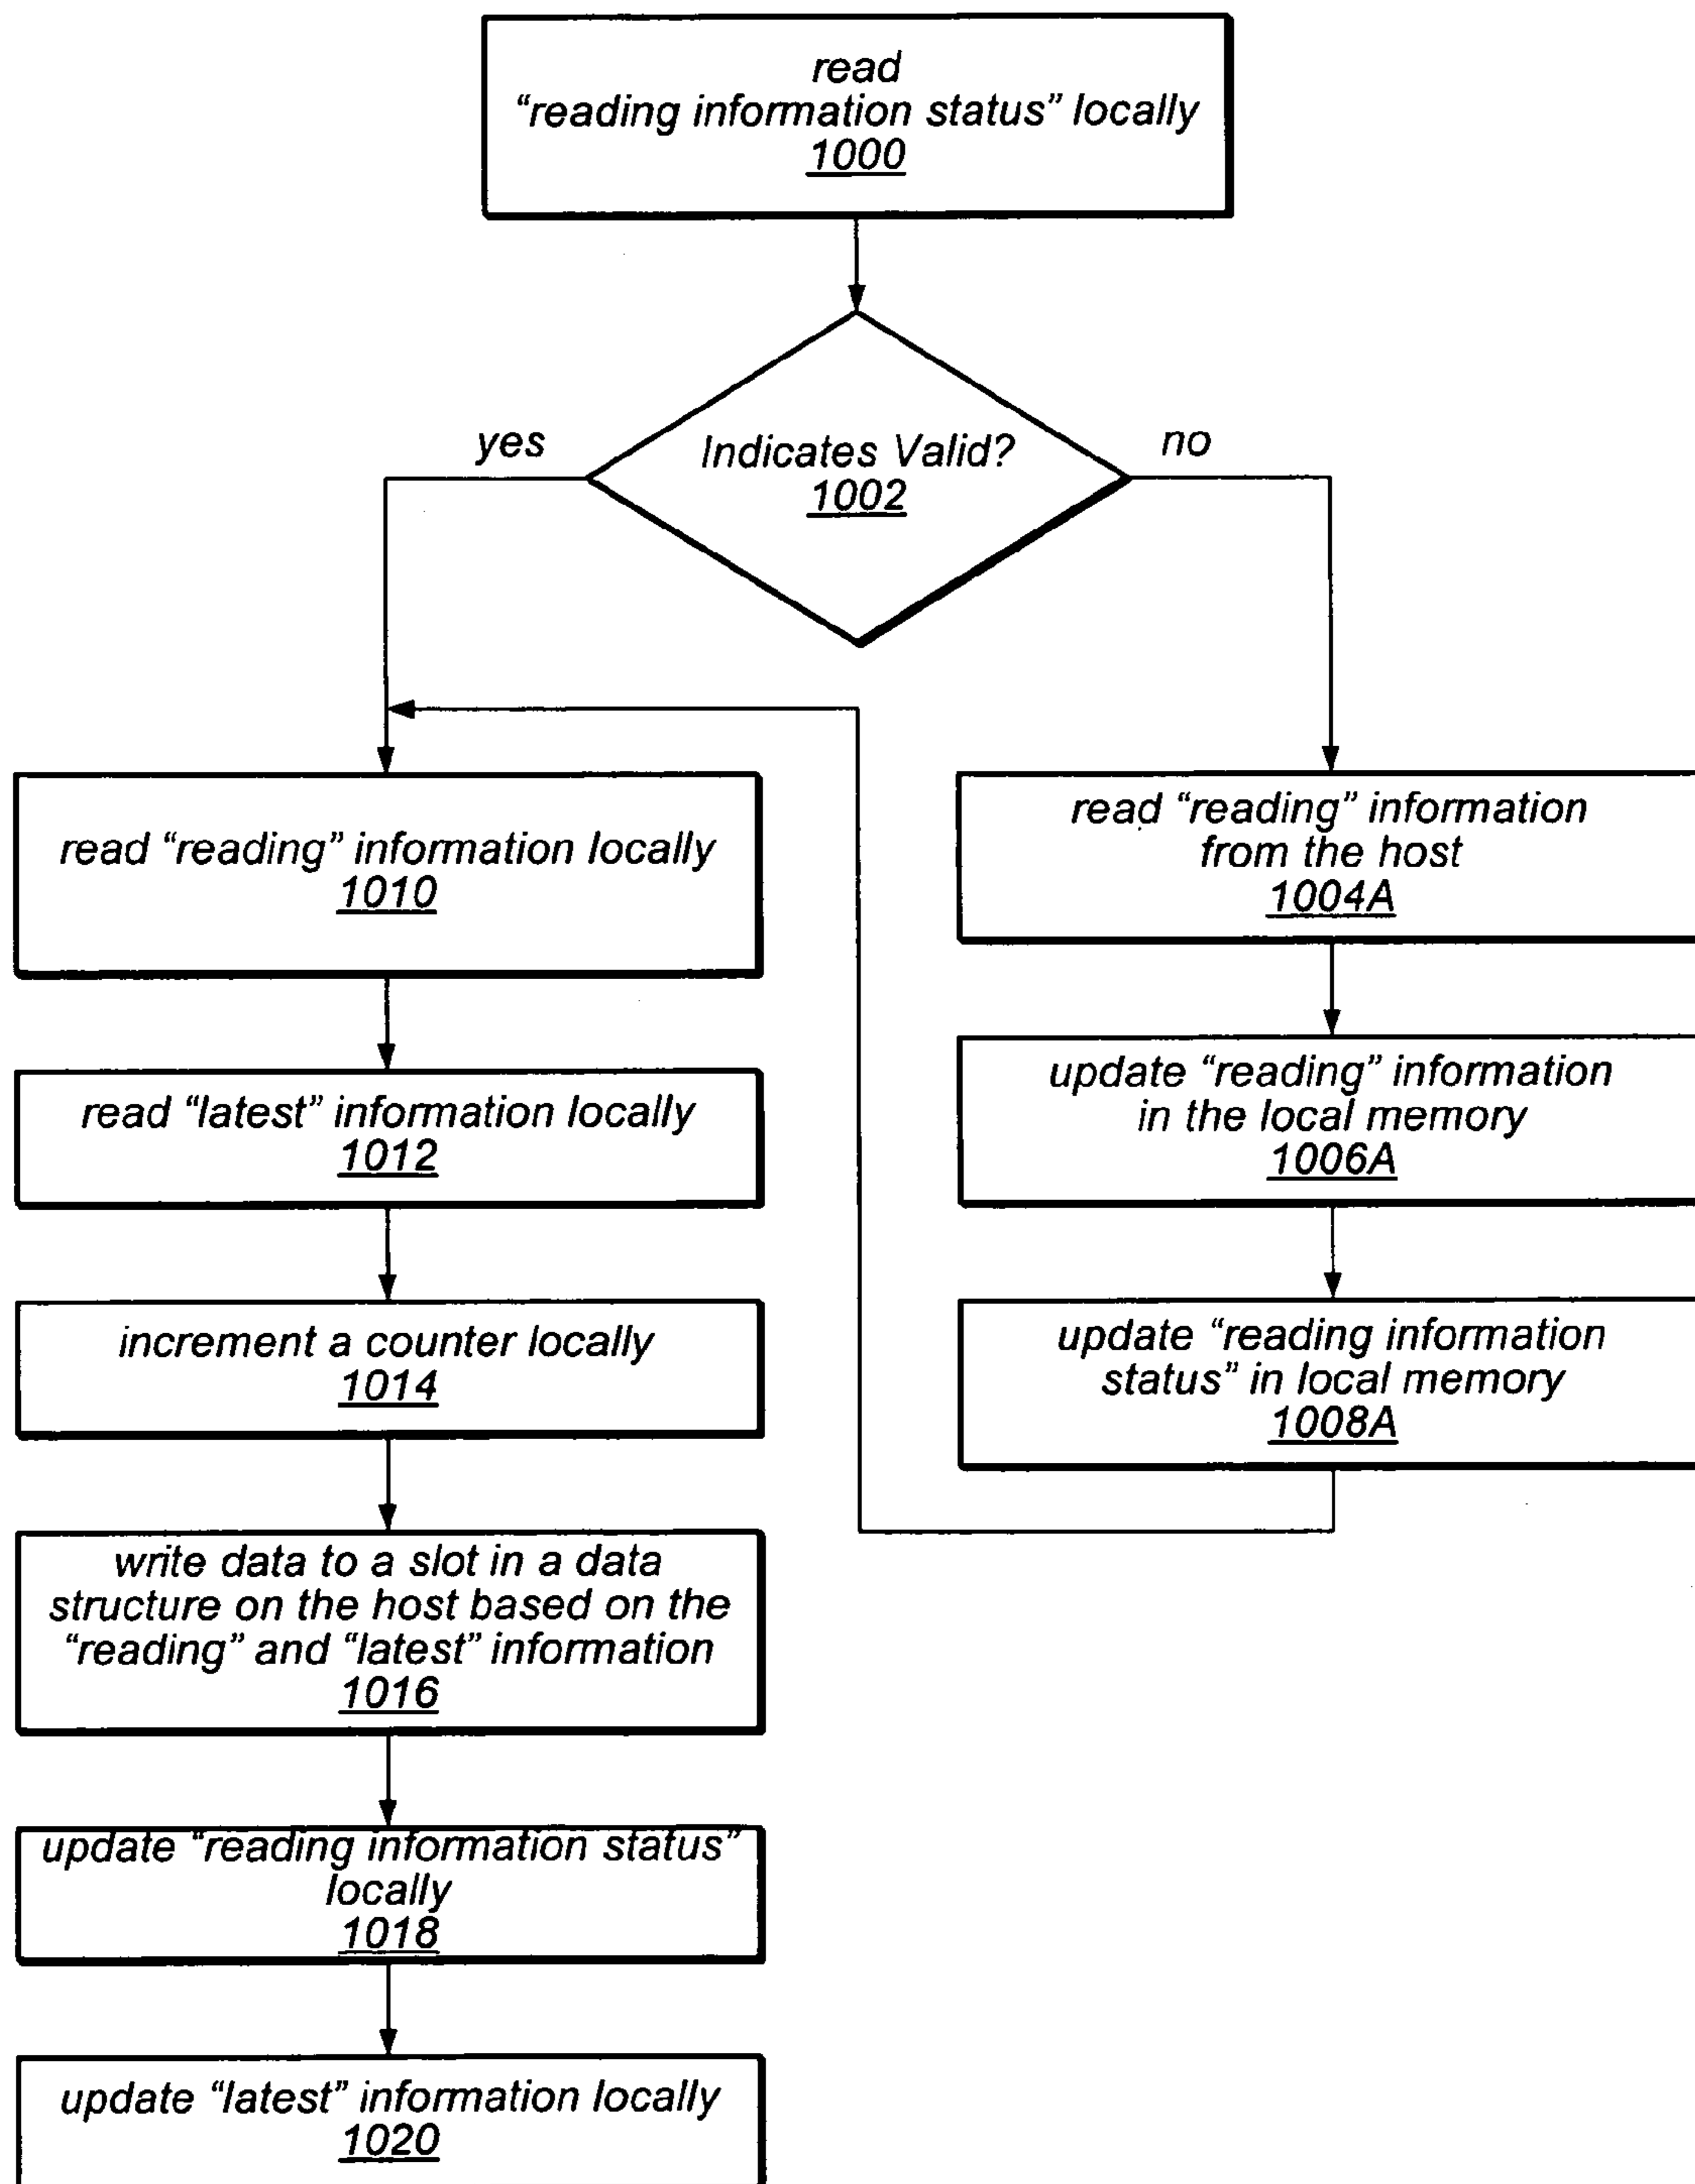 read
“reading information status” locally
1000
Indicates Valid?
1002
yes
no
read “reading” information locally
1010
read “latest” information locally
1012
increment a counter locally
1014
write data to a slot in a data
structure on the host based on the
“reading” and “latest” information
1016
update “reading information status”
locally
1018
update “latest” information locally
1020
read “reading” information
from the host
1004A
update “reading” information
in the local memory
1006A
update “reading information
status” in local memory
1008A